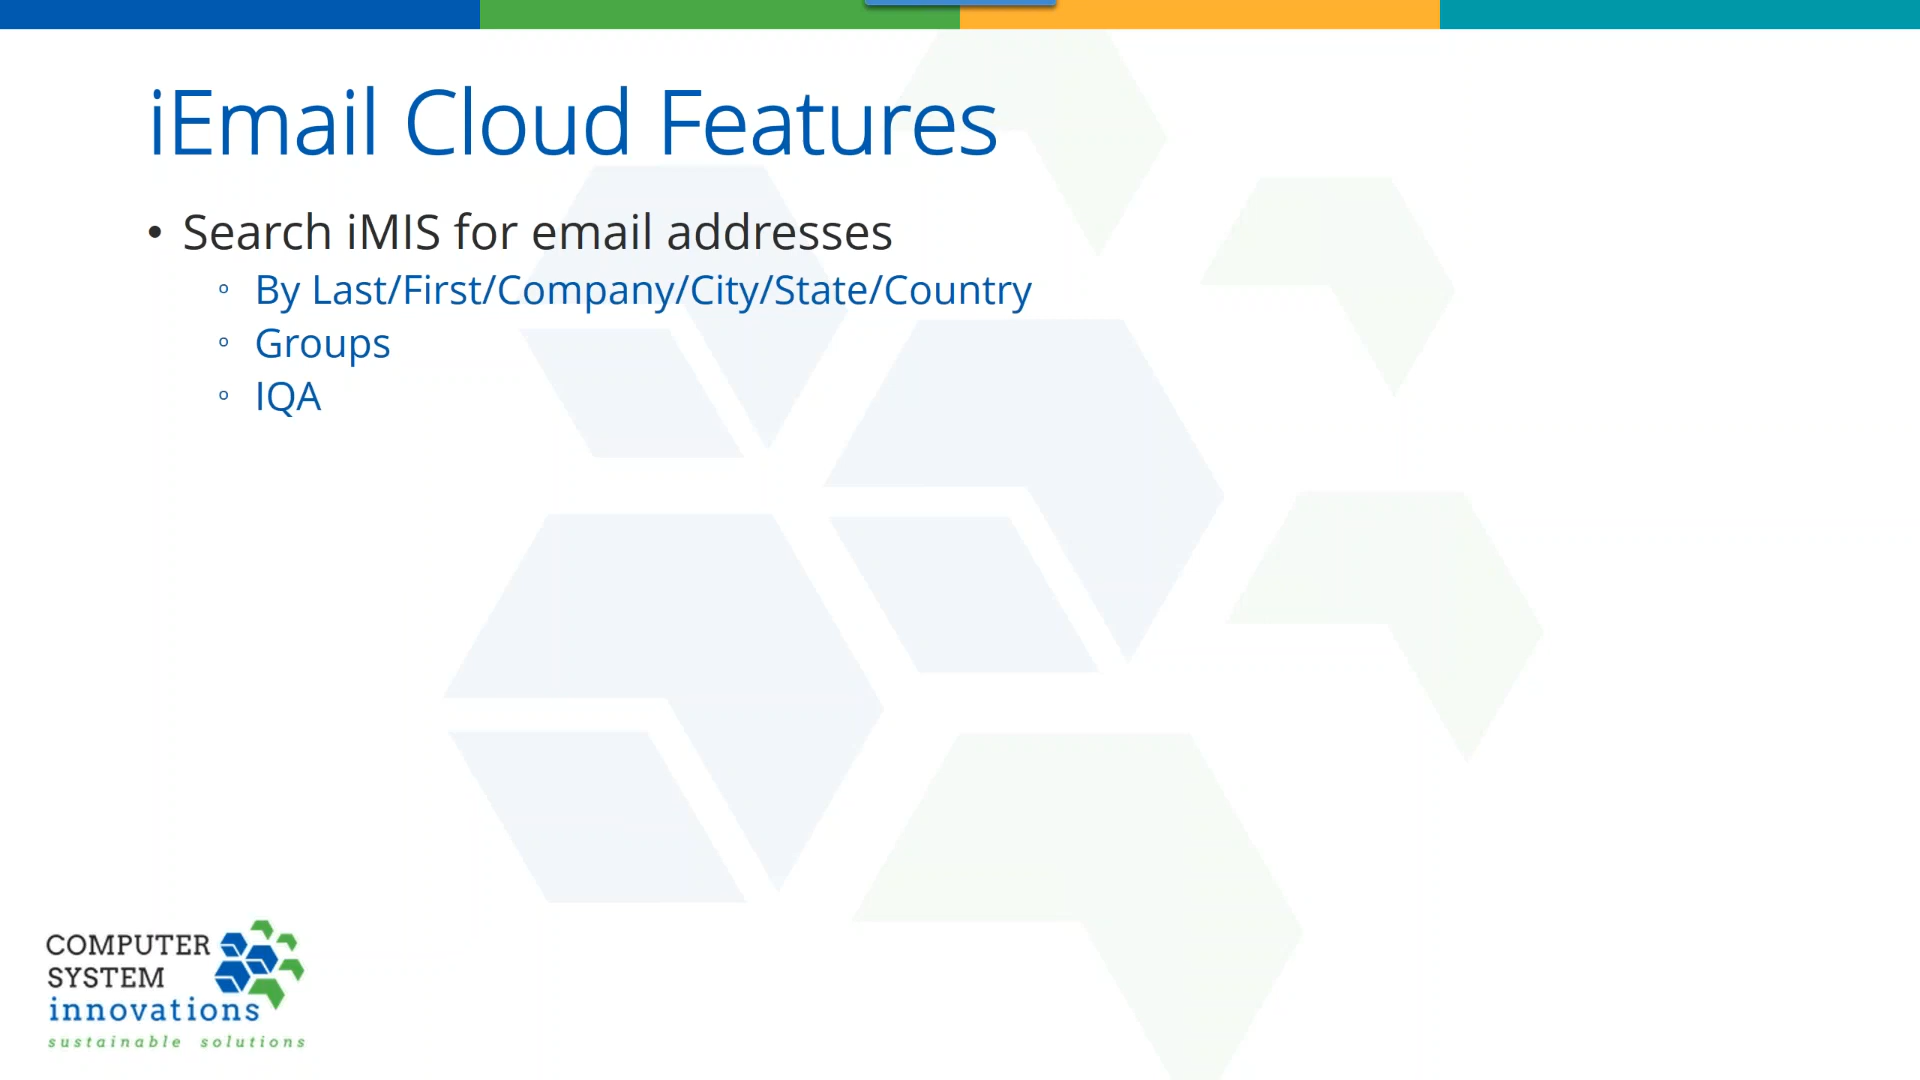 iEmail Cloud Features
• Search iMIS for email addresses
◦ By Last/First/Company/City/State/Country
◦ Groups
◦ IQA
COMPUTER
SYSTEM
innovations
sustainable solutions